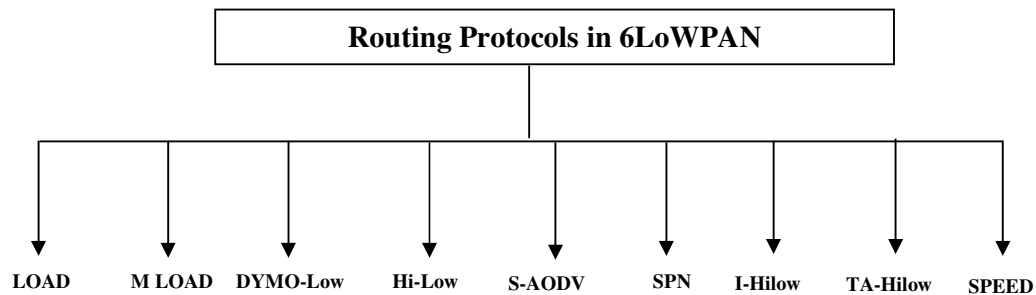 Routing Protocols in 6LoWPAN
LOAD M LOAD DYMO-Low Hi-Low S-AODV SPN I-Hilow TA-Hilow SPEED